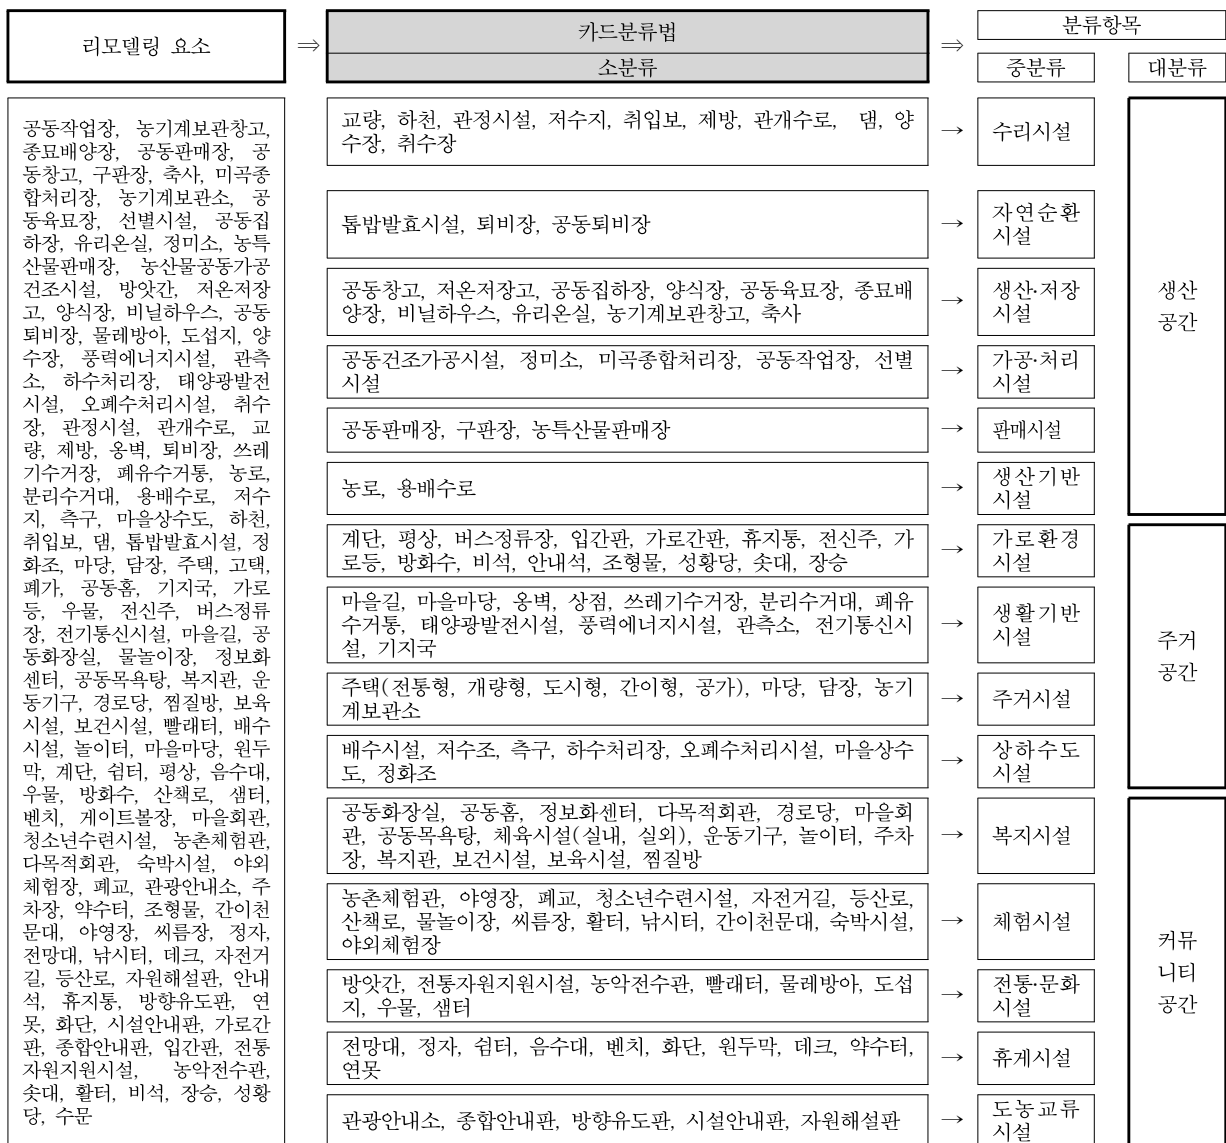 리모델링 요소
⇒
카드분류법
소분류
⇒
분류항목
중분류
대분류
공동작업장, 농기계보관창고,
종묘배양장, 공동판매장, 공
동창고, 구판장, 축사, 미곡종
합처리장, 농기계보관소, 공
동육묘장, 선별시설, 공동집
하장, 유리온실, 정미소, 농특
산물판매장, 농산물공동가공
건조시설, 방앗간, 저온저장
고, 양식장, 비닐하우스, 공동
퇴비장, 물레방아, 도섭지, 양
수장, 풍력에너지시설, 관측
소, 하수처리장, 태양광발전
시설, 오폐수처리시설, 취수
장, 관정시설, 관개수로, 교
량, 제방, 옹벽, 퇴비장, 쓰레
기수거장, 폐유수거통, 농로,
분리수거대, 용배수로, 저수
지, 측구, 마을상수도, 하천,
취입보, 댐, 톱밥발효시설, 정
화조, 마당, 담장, 주택, 고택,
폐가, 공동홈, 기지국, 가로
등, 우물, 전신주, 버스정류
장, 전기통신시설, 마을길, 공
동화장실, 물놀이장, 정보화
센터, 공동목욕탕, 복지관, 운
동기구, 경로당, 찜질방, 보육
시설, 보건시설, 빨래터, 배수
시설, 놀이터, 마을마당, 원두
막, 계단, 쉼터, 평상, 음수대,
우물, 방화수, 산책로, 샘터,
벤치, 게이트볼장, 마을회관,
청소년수련시설, 농촌체험관,
다목적회관, 숙박시설, 야외
체험장, 폐교, 관광안내소, 주
차장, 약수터, 조형물, 간이천
문대, 야영장, 씨름장, 정자,
전망대, 낚시터, 데크, 자전거
길, 등산로, 자원해설판, 안내
석, 휴지통, 방향유도판, 연
못, 화단, 시설안내판, 가로간
판, 종합안내판, 입간판, 전통
자원지원시설, 농악전수관,
솟대, 활터, 비석, 장승, 성황
당, 수문
교량, 하천, 관정시설, 저수지, 취입보, 제방, 관개수로, 댐, 양
수장, 취수장
→
수리시설
톱밥발효시설, 퇴비장, 공동퇴비장
→
자연순환
시설
공동창고, 저온저장고, 공동집하장, 양식장, 공동육묘장, 종묘배
양장, 비닐하우스, 유리온실, 농기계보관창고, 축사
→
생산·저장
시설
공동건조가공시설, 정미소, 미곡종합처리장, 공동작업장, 선별
시설
→
가공·처리
시설
공동판매장, 구판장, 농특산물판매장
→
판매시설
농로, 용배수로
→
생산기반
시설
생산
공간
계단, 평상, 버스정류장, 입간판, 가로간판, 휴지통, 전신주, 가
로등, 방화수, 비석, 안내석, 조형물, 성황당, 솟대, 장승
→
가로환경
시설
마을길, 마을마당, 옹벽, 상점, 쓰레기수거장, 분리수거대, 폐유
수거통, 태양광발전시설, 풍력에너지시설, 관측소, 전기통신시
설, 기지국
→
생활기반
시설
주택(전통형, 개량형, 도시형, 간이형, 공가), 마당, 담장, 농기
계보관소
→
주거시설
배수시설, 저수조, 측구, 하수처리장, 오폐수처리시설, 마을상수
도, 정화조
→
상하수도
시설
주거
공간
공동화장실, 공동홈, 정보화센터, 다목적회관, 경로당, 마을회
관, 공동목욕탕, 체육시설(실내, 실외), 운동기구, 놀이터, 주차
장, 복지관, 보건시설, 보육시설, 찜질방
→
복지시설
농촌체험관, 야영장, 폐교, 청소년수련시설, 자전거길, 등산로,
산책로, 물놀이장, 씨름장, 활터, 낚시터, 간이천문대, 숙박시설,
야외체험장
→
체험시설
방앗간, 전통자원지원시설, 농악전수관, 빨래터, 물레방아, 도섭
지, 우물, 샘터
→
전통·문화
시설
전망대, 정자, 쉼터, 음수대, 벤치, 화단, 원두막, 데크, 약수터,
연못
→
휴게시설
관광안내소, 종합안내판, 방향유도판, 시설안내판, 자원해설판
→
도농교류
시설
커뮤
니티
공간